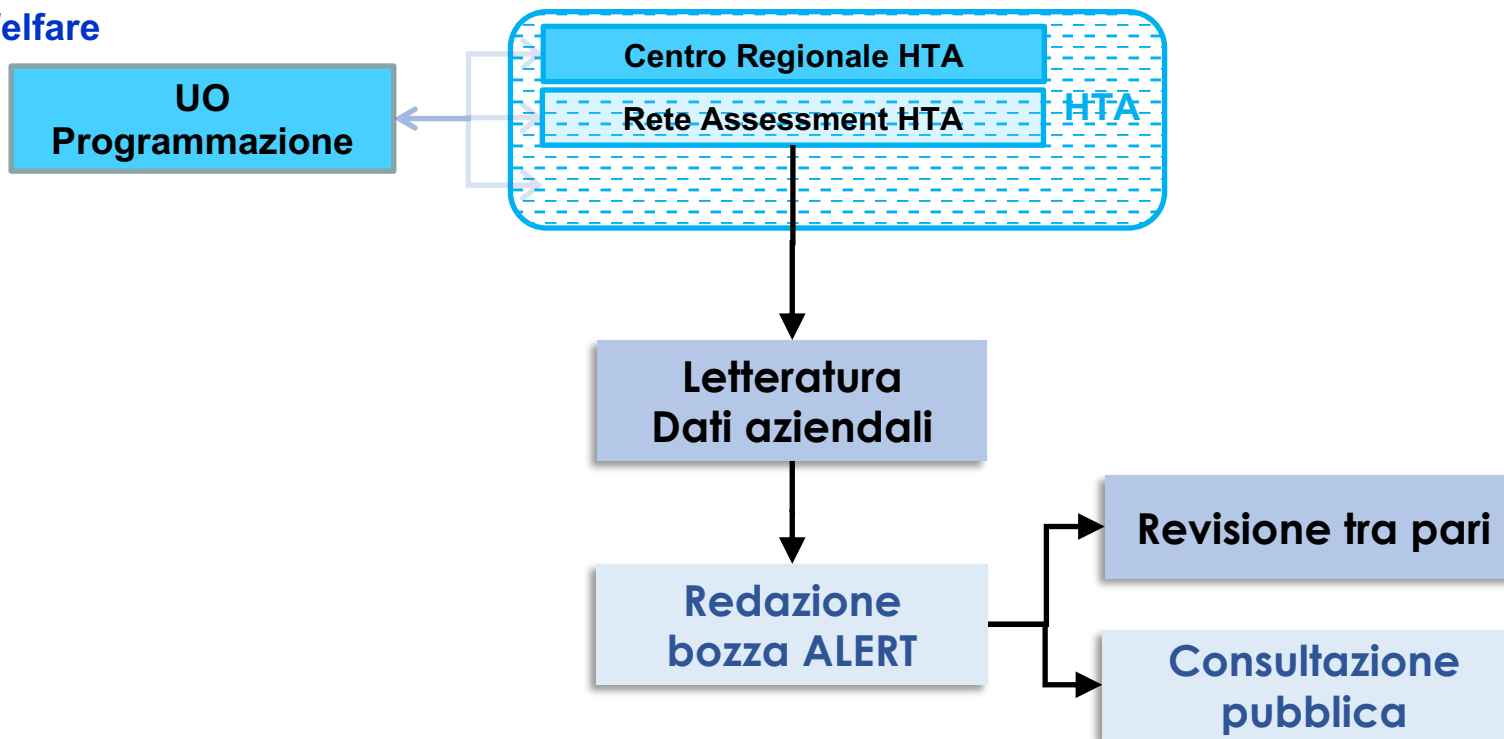 elfare
UO
Programmazione
Centro Regionale HTA
Rete Assessment HTA
HTA
Letteratura
Dati aziendali
Redazione
bozza ALERT
Revisione tra pari
Consultazione
pubblica